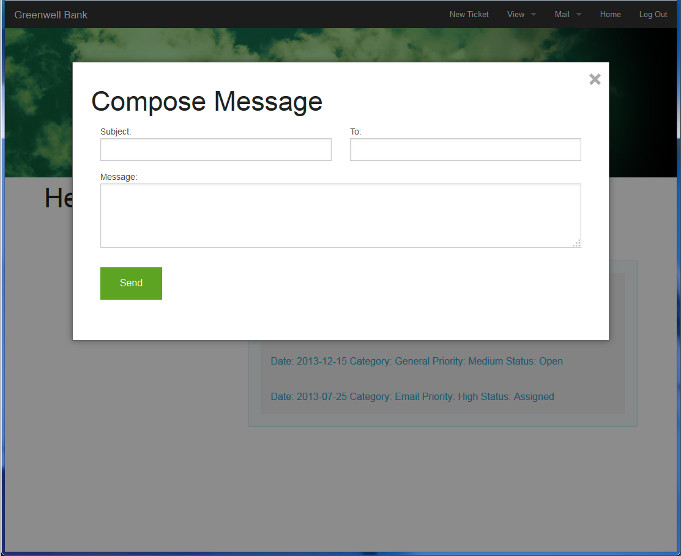 Greenwell Bank New Ticket View Mail Home Log Out
Compose Message
Subject: To:
Message:
Send
Date: 2013-12-15 Category: General Priority: Medium Status: Open
Date: 2013-07-25 Category: Email Priority: High Status: Assigned